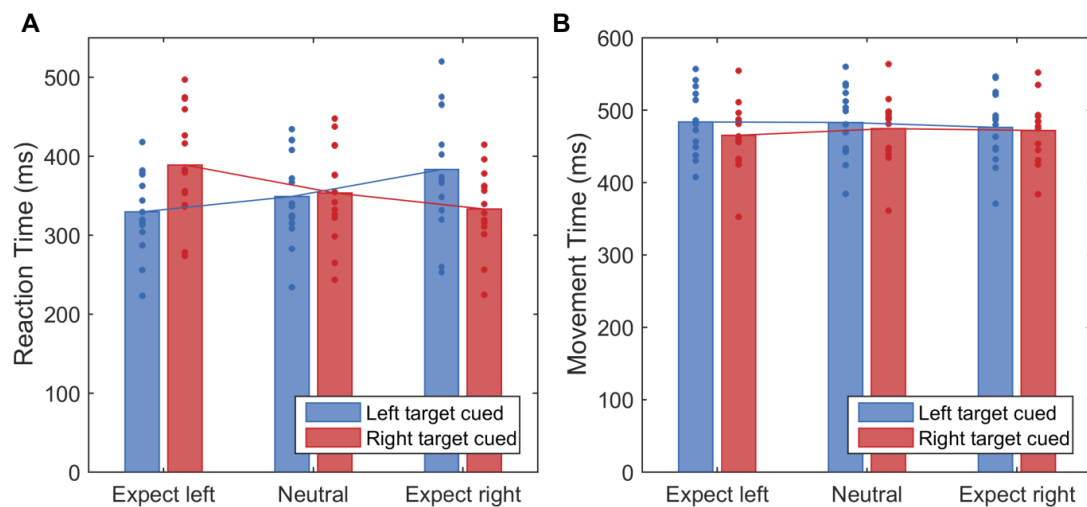 A
Reaction Time (ms)
500
400
300
200
100
0
Expect left
Neutral
Expect right
Left target cued
Right target cued
B
Movement Time (ms)
600
500
400
300
200
100
0
Expect left
Neutral
Expect right
Left target cued
Right target cued